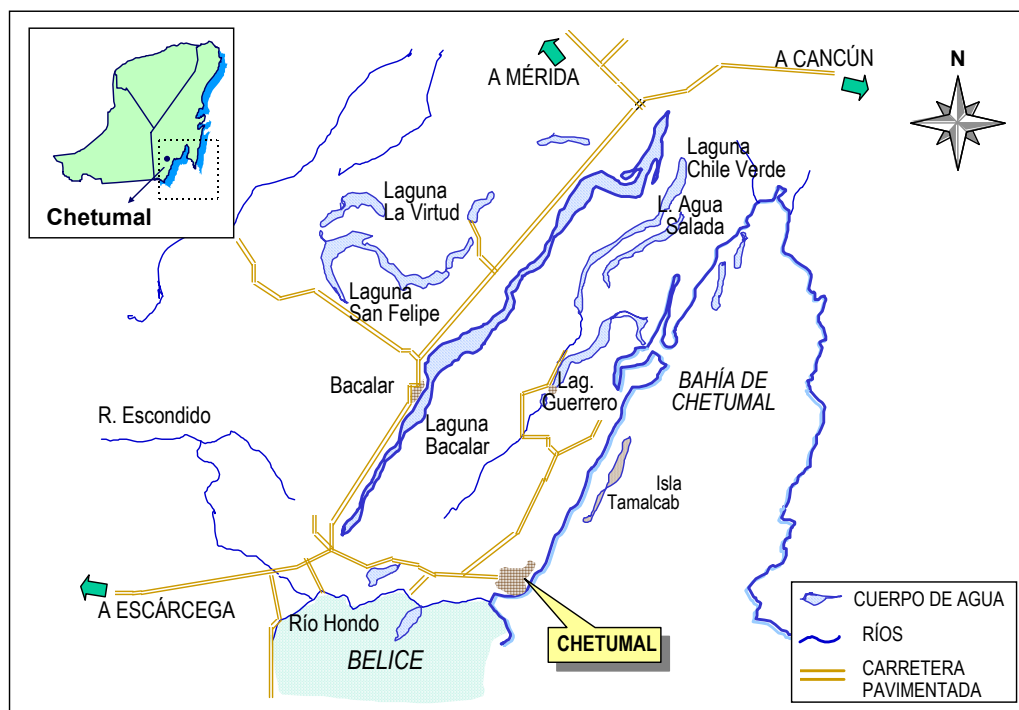 A MÉRIDA
A CANCÚN
N
Chetumal
Laguna
Chile Verde
Laguna
La Virtud
L. Agua
Salada
Laguna
San Felipe
Bacalar
Lag.
Guerrero
BAHÍA DE
CHETUMAL
R. Escondido
Laguna
Bacalar
Isla
Tamalcab
A ESCÁRCEGA
Río Hondo
BELICE
CHETUMAL
CUERPO DE AGUA
RÍOS
CARRETERA
PAVIMENTADA